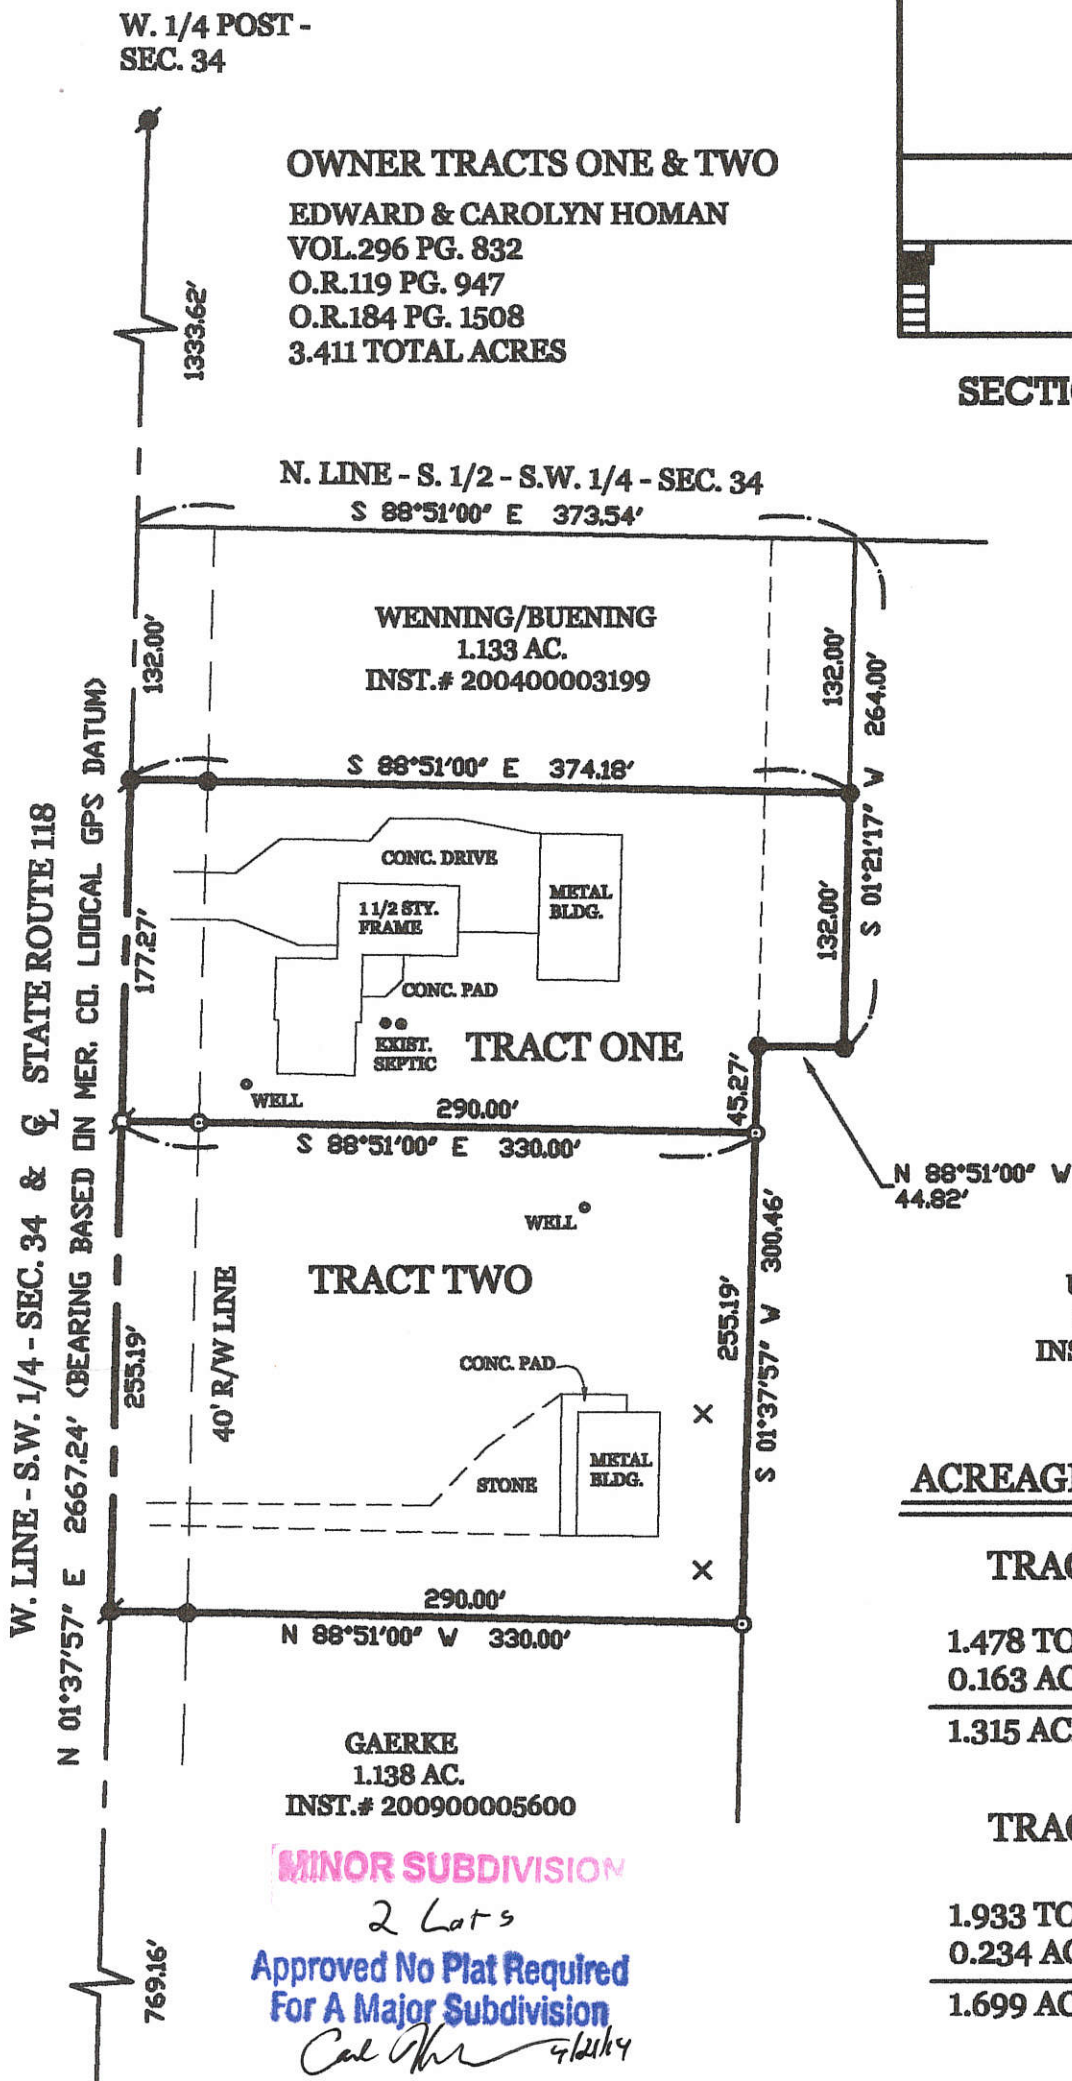 W. 1/4 POST -
SEC. 34
OWNER TRACTS ONE & TWO
EDWARD & CAROLYN HOMAN
VOL.296 PG. 832
O.R.119 PG. 947
O.R.184 PG. 1508
3.411 TOTAL ACRES
1333.62'
SECTI
N. LINE - S. 1/2 - S.W. 1/4 - SEC. 34
S 88°51'00" E 373.54'
WENNING/BUENING
1.133 AC.
INST.# 200400003199
132.00'
132.00'
264.00'
S 01°21'17" W
S 88°51'00" E 374.18'
CONC. DRIVE
METAL
BLDG.
1 1/2 STY.
FRAME
CONC. PAD
EXIST.
SEPTIC
TRACT ONE
WELL
177.27'
132.00'
45.27'
290.00'
S 88°51'00" E 330.00'
N 88°51'00" W
44.82'
WELL
TRACT TWO
300.46'
255.19'
S 01°37'57" W
255.19'
40' R/W LINE
W. LINE - S.W. 1/4 - SEC. 34 & ℄ STATE ROUTE 118
N 01°37'57" E 2667.24' (BEARING BASED ON MER. CO. LOOCAL GPS DATUM)
CONC. PAD
STONE
METAL
BLDG.
X
X
INS
ACREAG
TRAC
1.478 TO
0.163 AC
1.315 AC
TRAC
1.933 TO
0.234 AC
1.699 AC
290.00'
N 88°51'00" W 330.00'
GAERKE
1.138 AC.
INST.# 200900005600
MINOR SUBDIVISION
2 Lots
Approved No Plat Required
For A Major Subdivision
769.16'